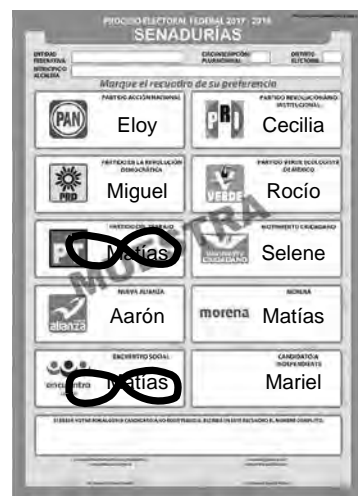 PROCESO ELECTORAL FEDERAL 2017 - 2018
SENADURÍAS
ENTIDAD FEDERATIVA
CIRCUNSCRIPCIÓN PLURINOMINAL
DISTRITO ELECTORAL
MUNICIPIO O ALCALDÍA
Marque el recuadro de su preferencia
PARTIDO ACCIÓN NACIONAL
PAN
Eloy
PARTIDO REVOLUCIONARIO INSTITUCIONAL
PRI
Cecilia
PARTIDO DE LA REVOLUCIÓN DEMOCRÁTICA
PRD
Miguel
PARTIDO VERDE ECOLOGISTA DE MÉXICO
VERDE
Rocío
PARTIDO DEL TRABAJO
Matías
MOVIMIENTO CIUDADANO
MOVIMIENTO CIUDADANO
Selene
NUEVA ALIANZA
alianza
Aarón
MORENA
morena
Matías
ENCUENTRO SOCIAL
encuentro
Matías
CANDIDATO/A INDEPENDIENTE
Mariel
MUESTRA